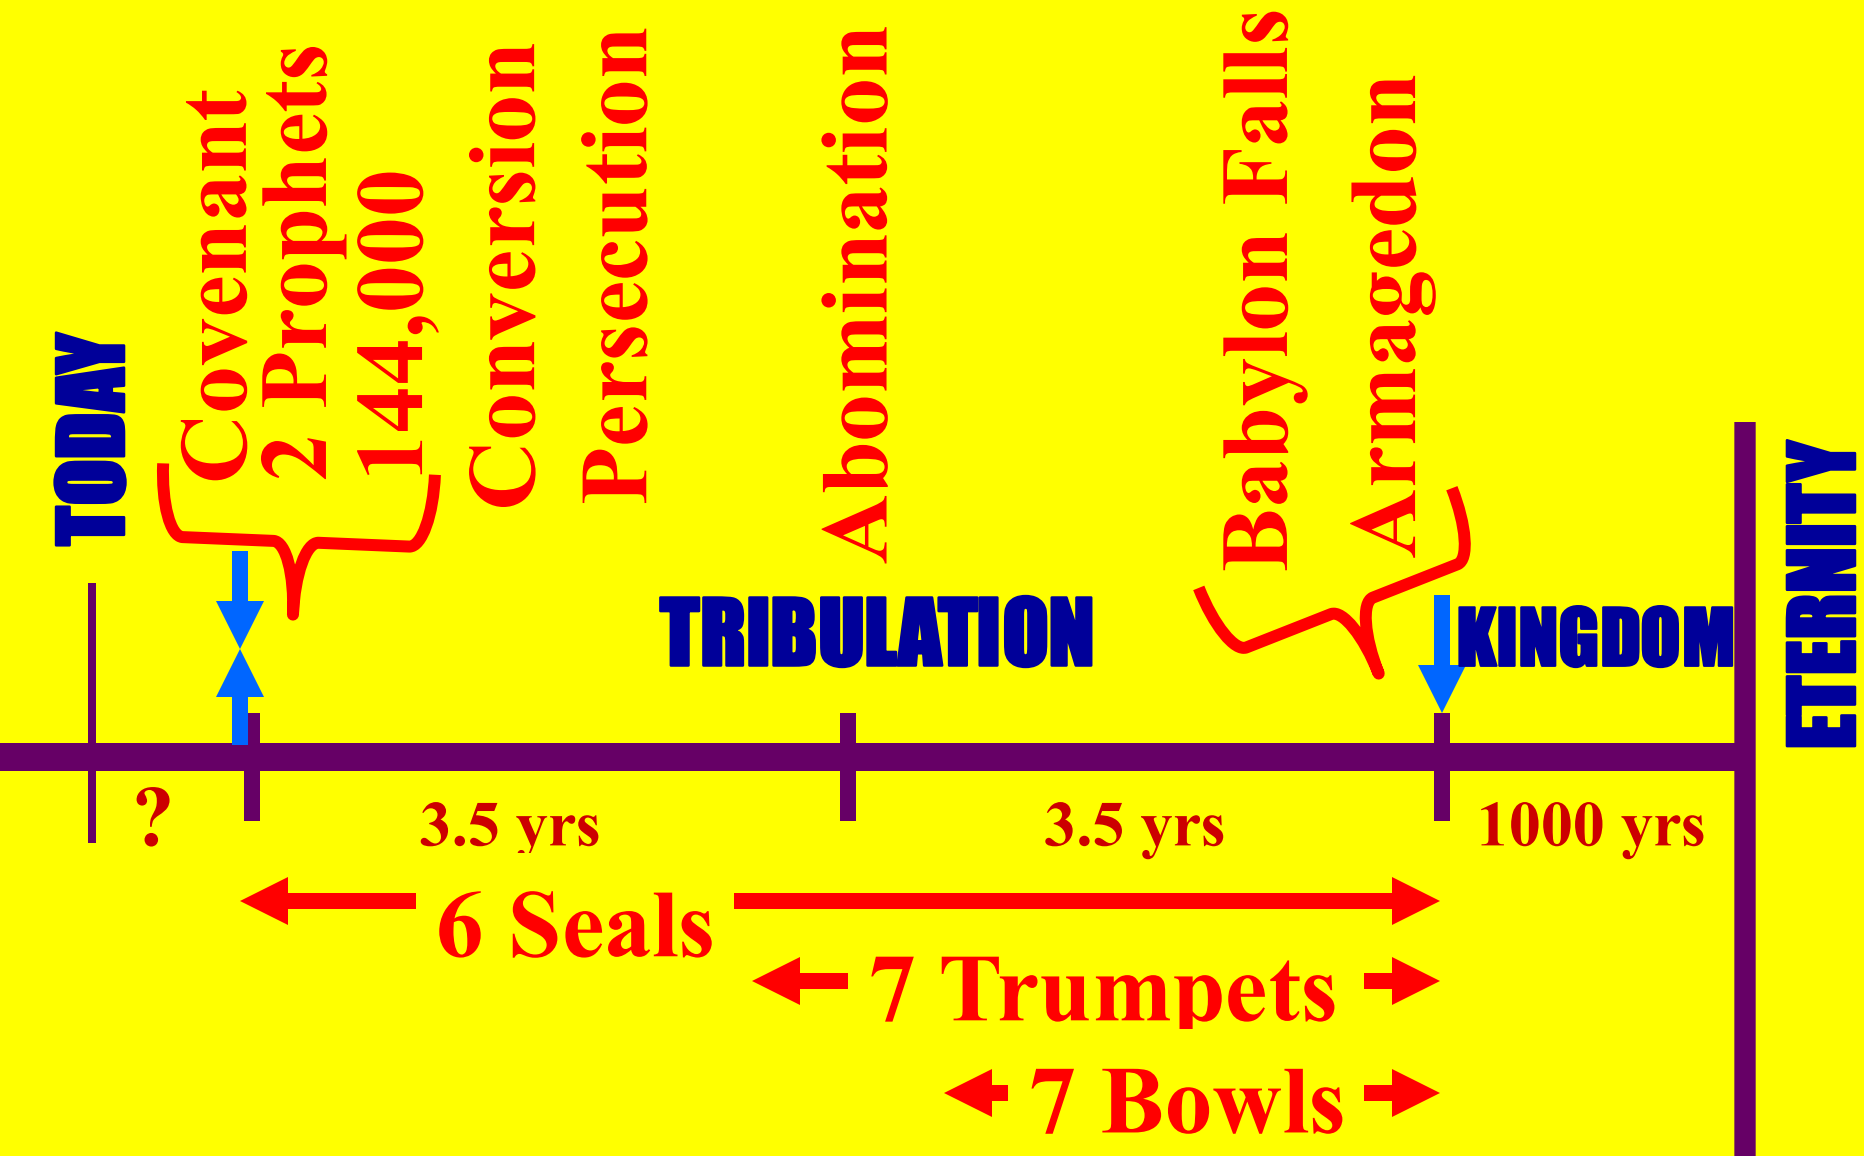 TODAY
Covenant
2 Prophets
144,000
Conversion
Persecution
Abomination
Babylon Falls
Armagedon
TRIBULATION
KINGDOM
ETERNITY
?
3.5 yrs
3.5 yrs
1000 yrs
6 Seals
7 Trumpets
7 Bowls